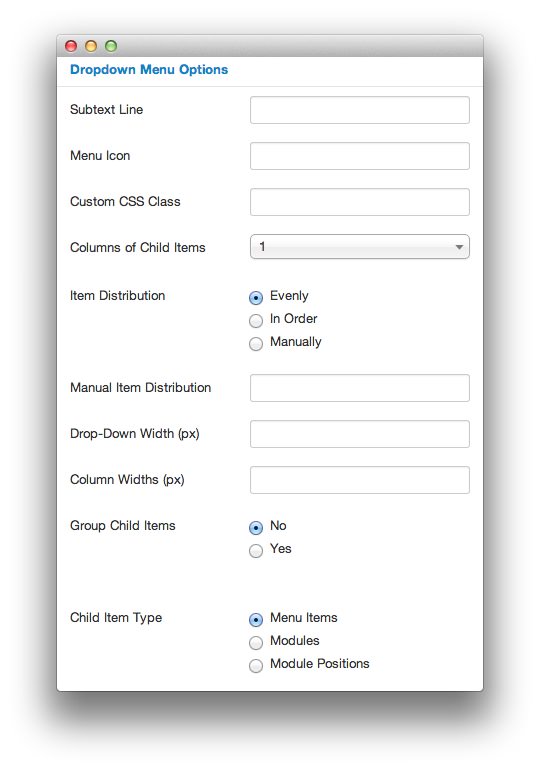 Dropdown Menu Options
Subtext Line
Menu Icon
Custom CSS Class
Columns of Child Items 1
Item Distribution Evenly
In Order
Manually
Manual Item Distribution
Drop-Down Width (px)
Column Widths (px)
Group Child Items No
Yes
Child Item Type Menu Items
Modules
Module Positions